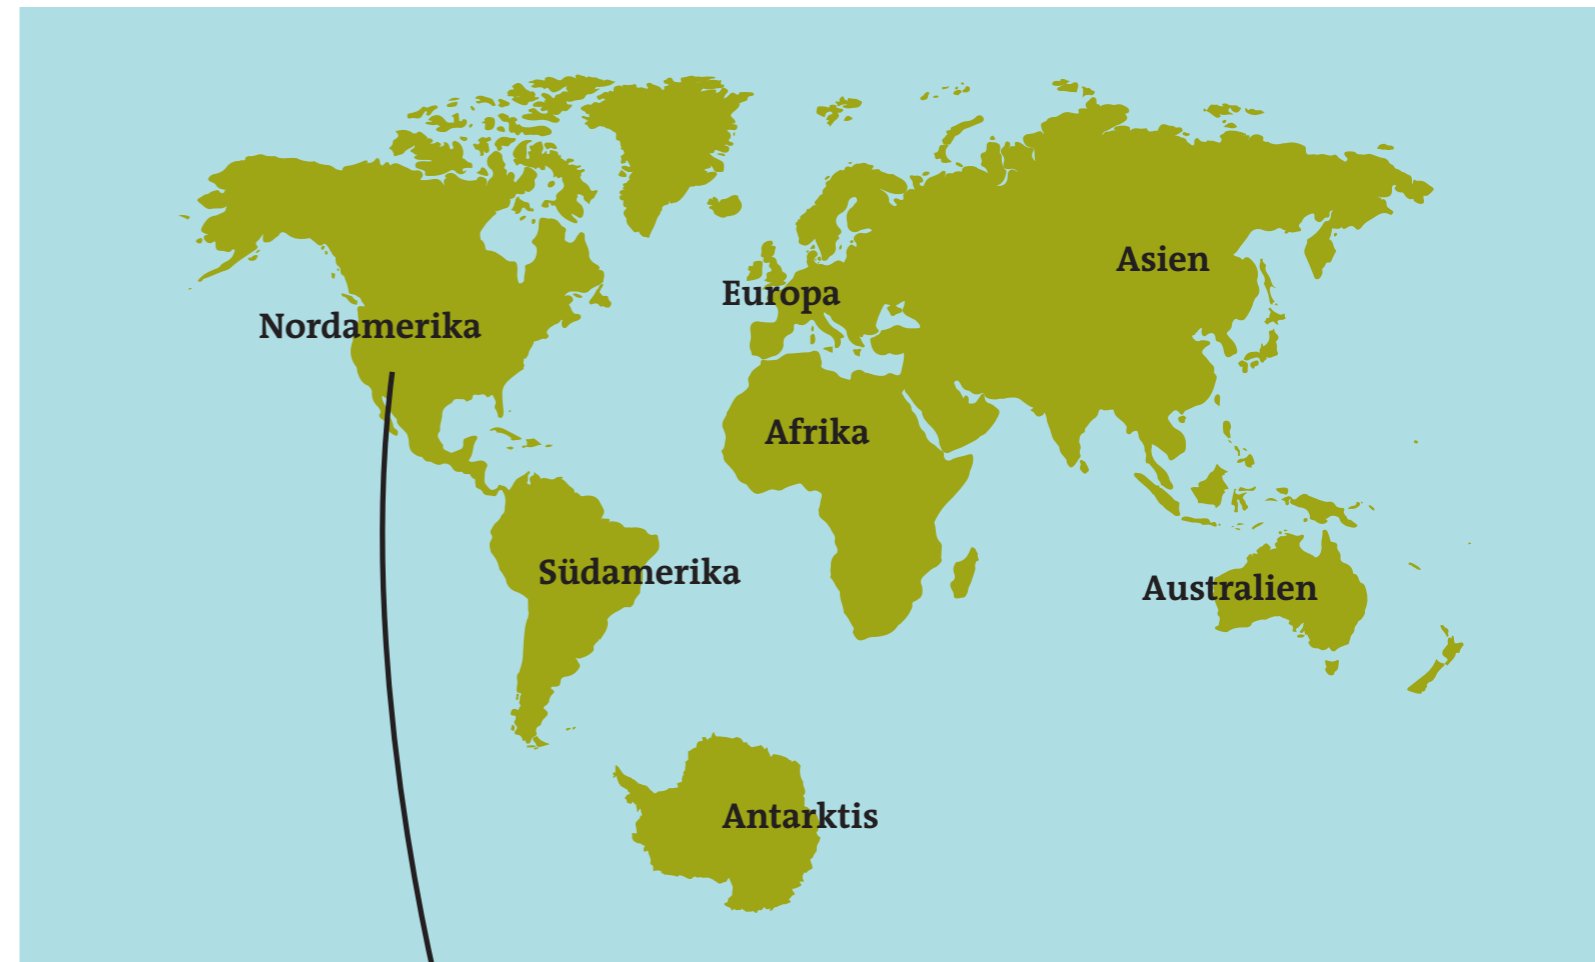 Asien
Europa
Nordamerika
Afrika
Südamerika
Australien
Antarktis